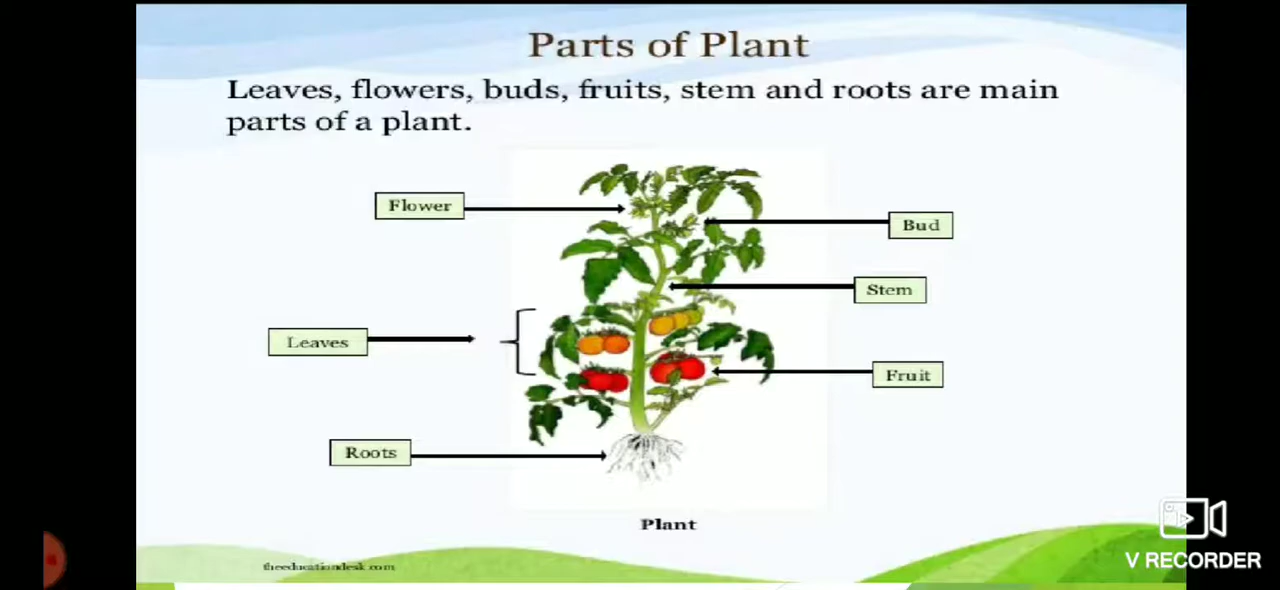 Parts of Plant
Leaves, flowers, buds, fruits, stem and roots are main
parts of a plant.
Flower
Bud
Stem
Leaves
Fruit
Roots
Plant
theeducationdesk.com
V RECORDER